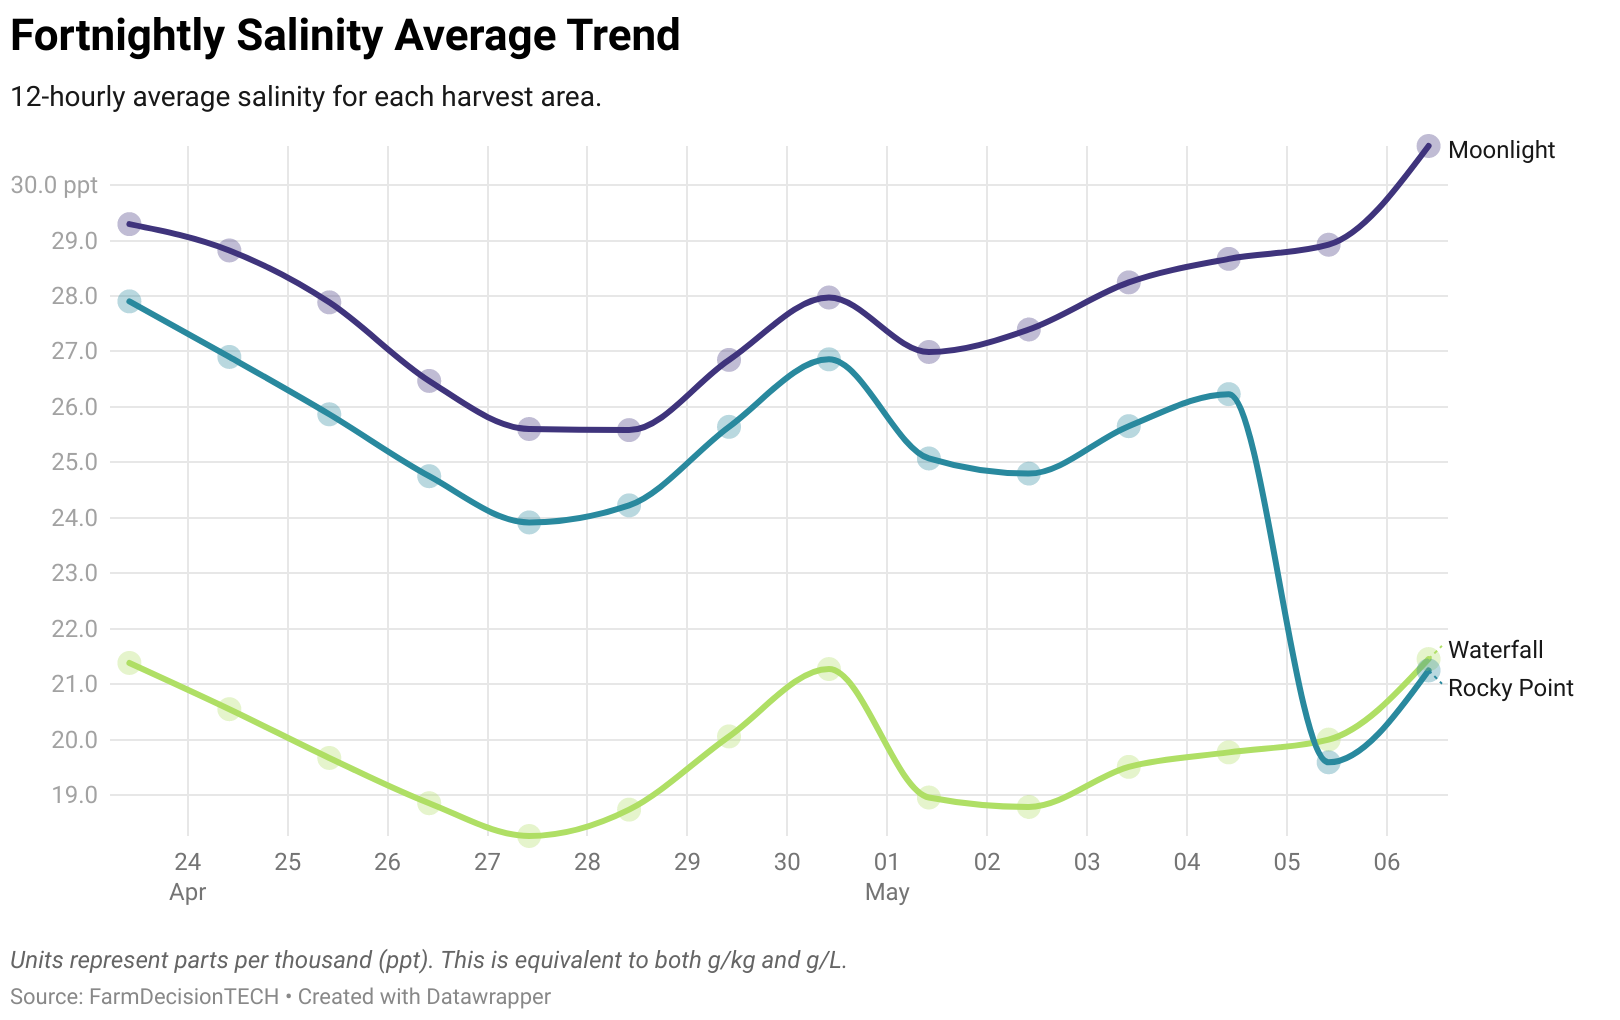 Fortnightly Salinity Average Trend
12-hourly average salinity for each harvest area.
Moonlight
30.0 ppt
29.0
28.0
27.0
26.0
25.0
24.0
23.0
22.0
Waterfall
21.0
Rocky Point
20.0
19.0
24 25 26 27 28 29 30 01 02 03 04 05 06
Apr May
Units represent parts per thousand (ppt). This is equivalent to both g/kg and g/L.
Source: FarmDecisionTECH • Created with Datawrapper